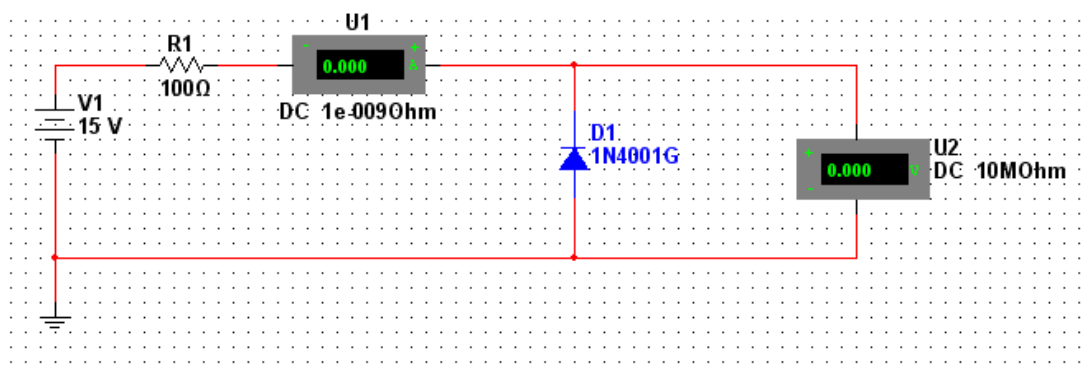 U1
R1
- +
0.000 A
100Ω
DC 1e-009Ohm
V1
15 V
D1
1N4001G
U2
+
0.000 V
-
DC 10MOhm